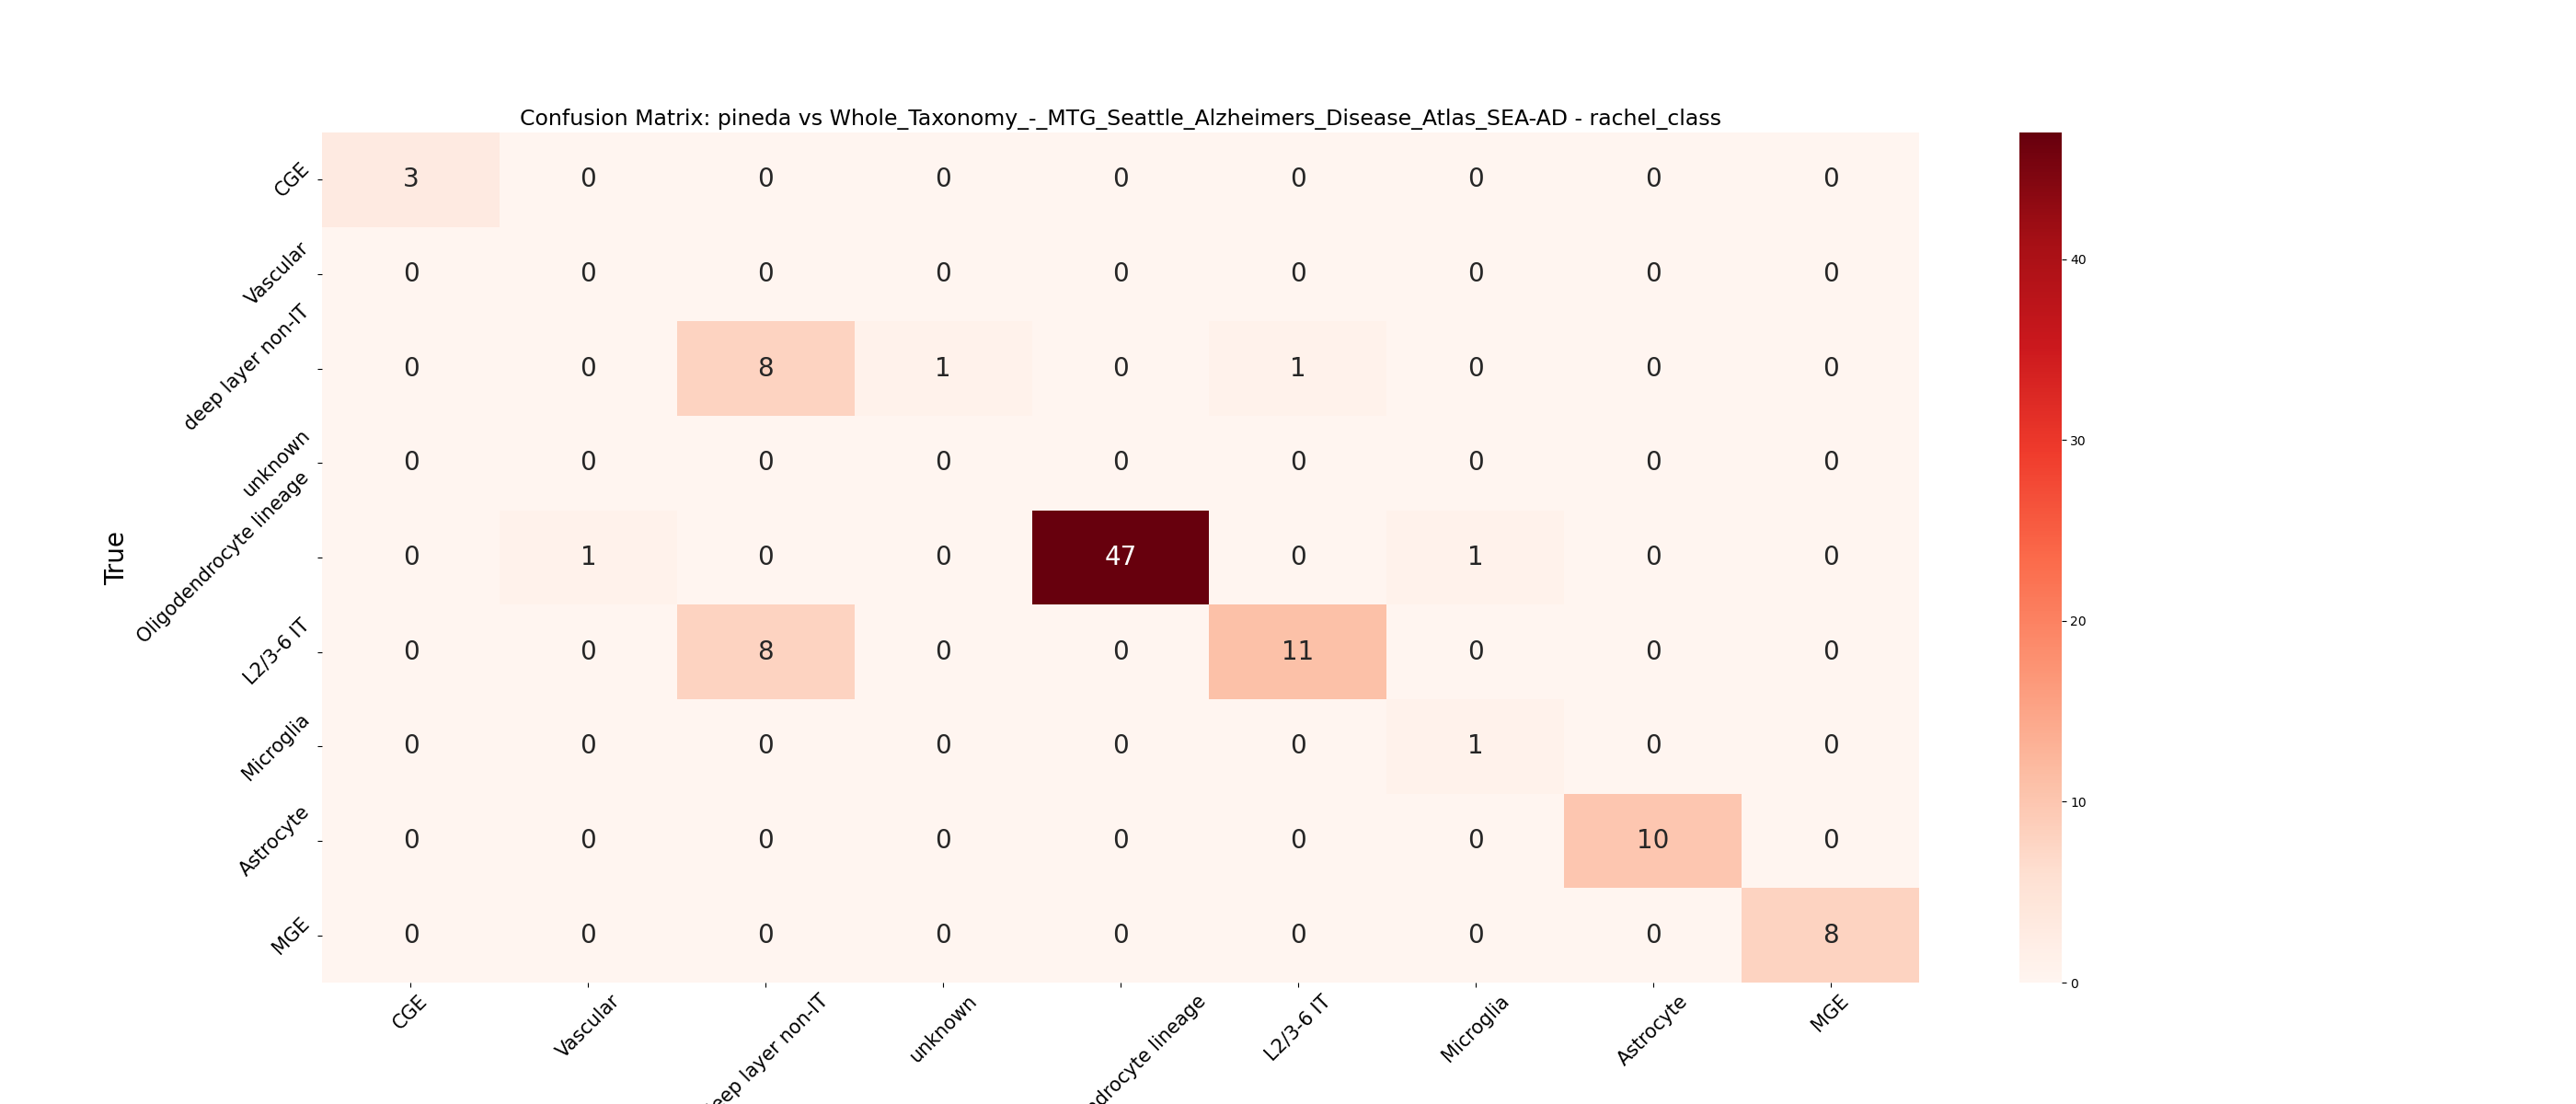 Confusion Matrix: pineda vs Whole_Taxonomy_-_MTG_Seattle_Alzheimers_Disease_Atlas_SEA-AD - rachel_class
True
CGE 3 0 0 0 0 0 0 0 0
Vascular 0 0 0 0 0 0 0 0 0
deep layer non-IT 0 0 8 1 0 1 0 0 0
unknown 0 0 0 0 0 0 0 0 0
Oligodendrocyte lineage 0 1 0 0 47 0 1 0 0
L2/3-6 IT 0 0 8 0 0 11 0 0 0
Microglia 0 0 0 0 0 0 1 0 0
Astrocyte 0 0 0 0 0 0 0 10 0
MGE 0 0 0 0 0 0 0 0 8
CGE
Vascular
layer non-IT
unknown
lineage
L2/3-6 IT
Microglia
Astrocyte
MGE
40
30
20
10
0